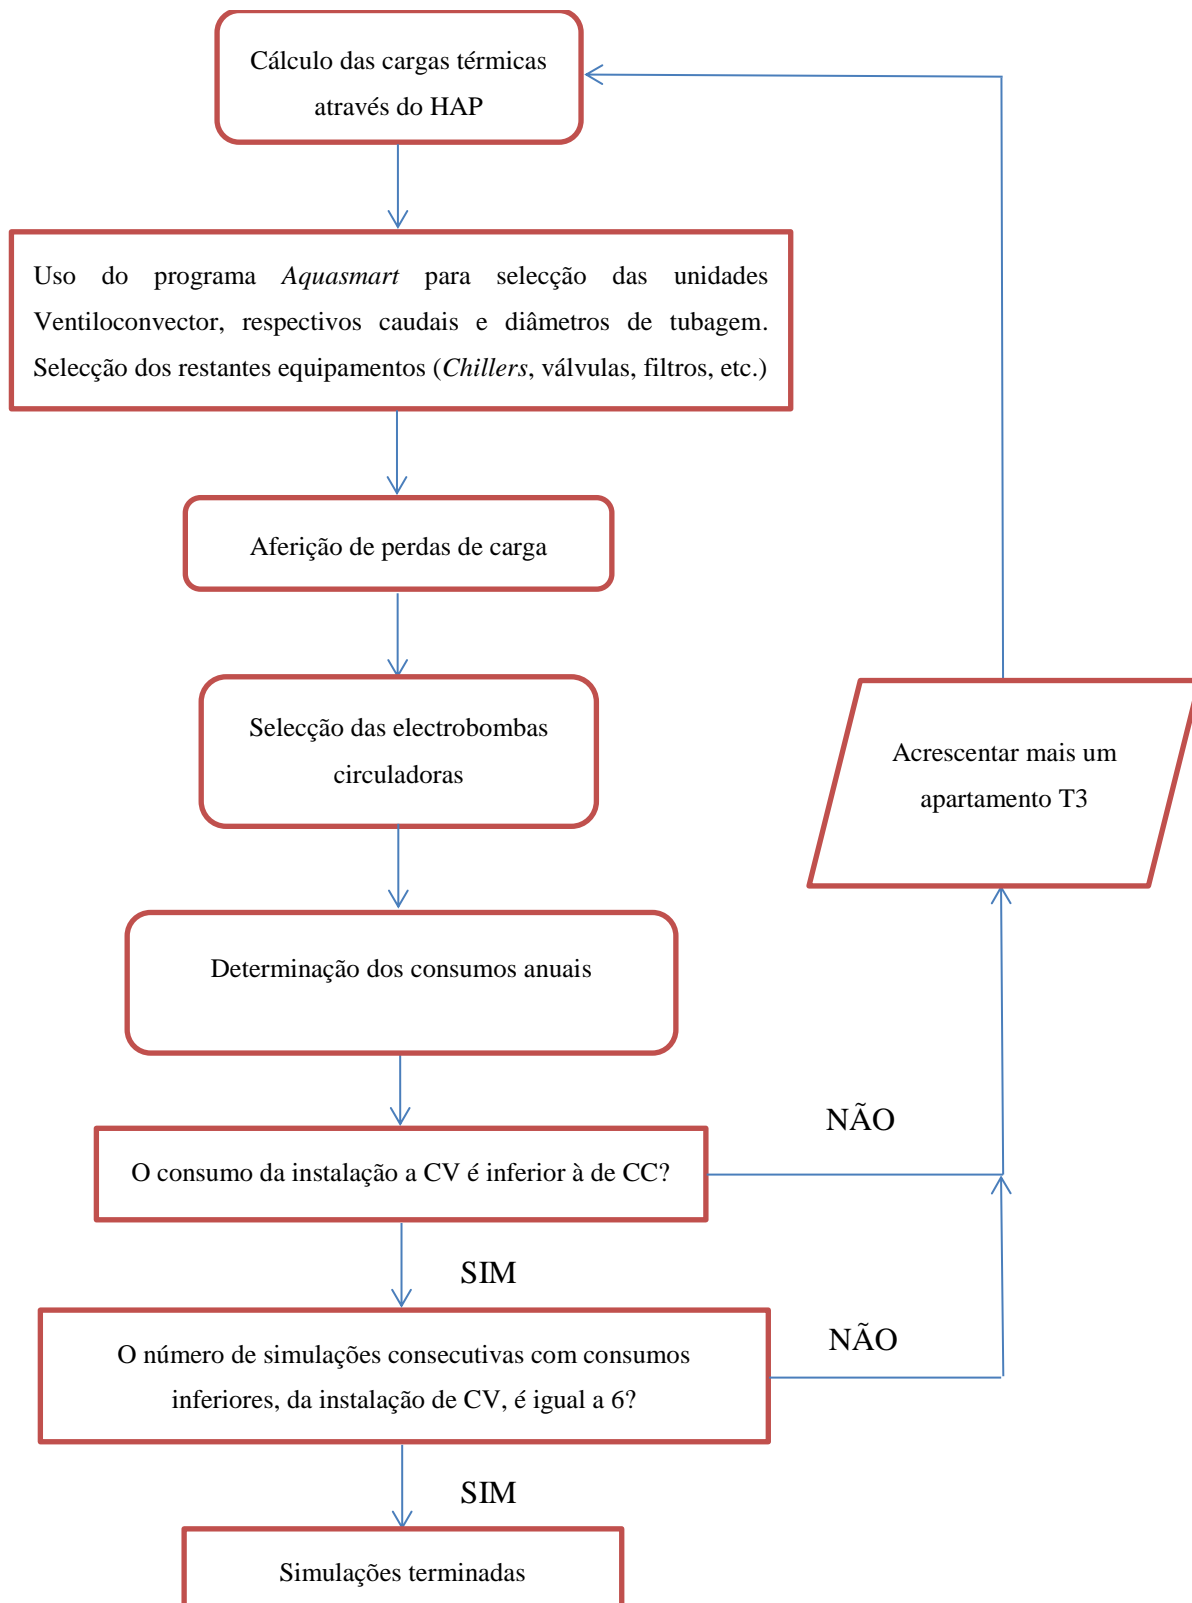 Cálculo das cargas térmicas
através do HAP
Uso do programa Aquasmart para selecção das unidades
Ventiloconvector, respectivos caudais e diâmetros de tubagem.
Selecção dos restantes equipamentos (Chillers, válvulas, filtros, etc.)
Aferição de perdas de carga
Selecção das electrobombas
circuladoras
Acrescentar mais um
apartamento T3
Determinação dos consumos anuais
NÃO
O consumo da instalação a CV é inferior à de CC?
SIM
NÃO
O número de simulações consecutivas com consumos
inferiores, da instalação de CV, é igual a 6?
SIM
Simulações terminadas